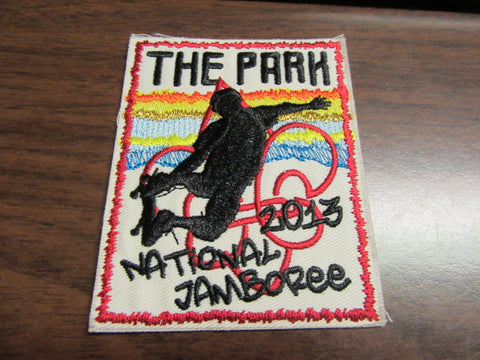 THE PARK
2013
NATIONAL
JAMBOREE